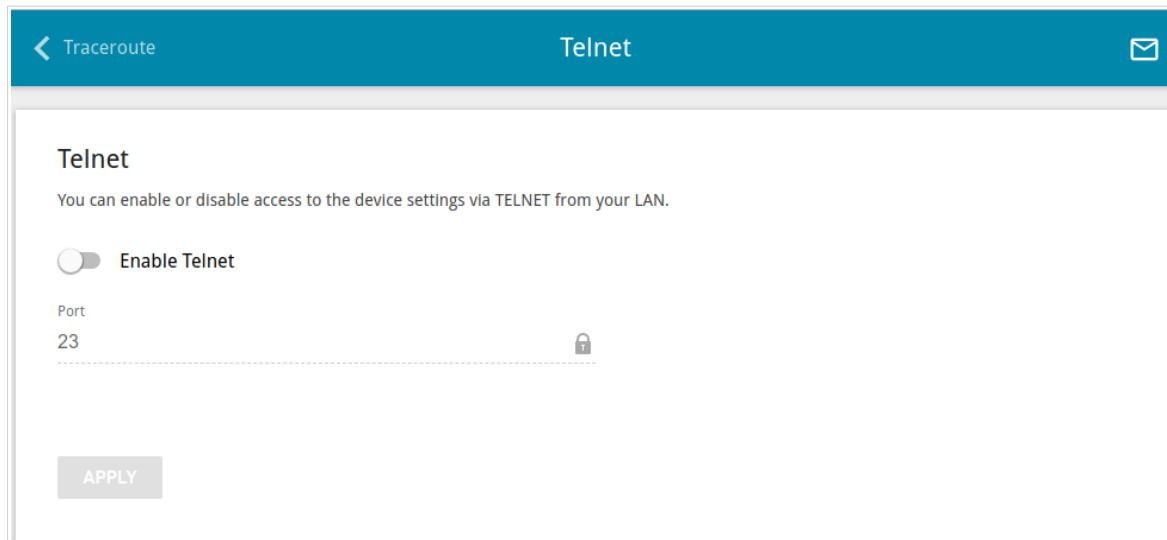 Traceroute
Telnet
Telnet
You can enable or disable access to the device settings via TELNET from your LAN.
Enable Telnet
Port
23
APPLY